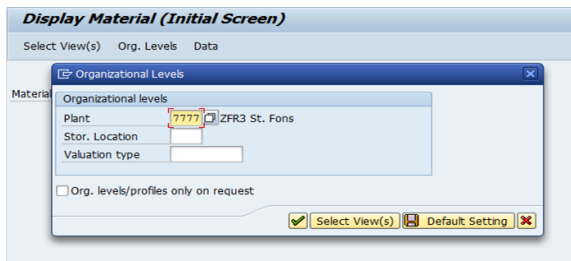 Display Material (Initial Screen)
Select View(s) Org. Levels Data
Organizational Levels
Material
Organizational levels
Plant 7777 ZFR3 St. Fons
Stor. Location
Valuation type
Org. levels/profiles only on request
Select View(s) Default Setting